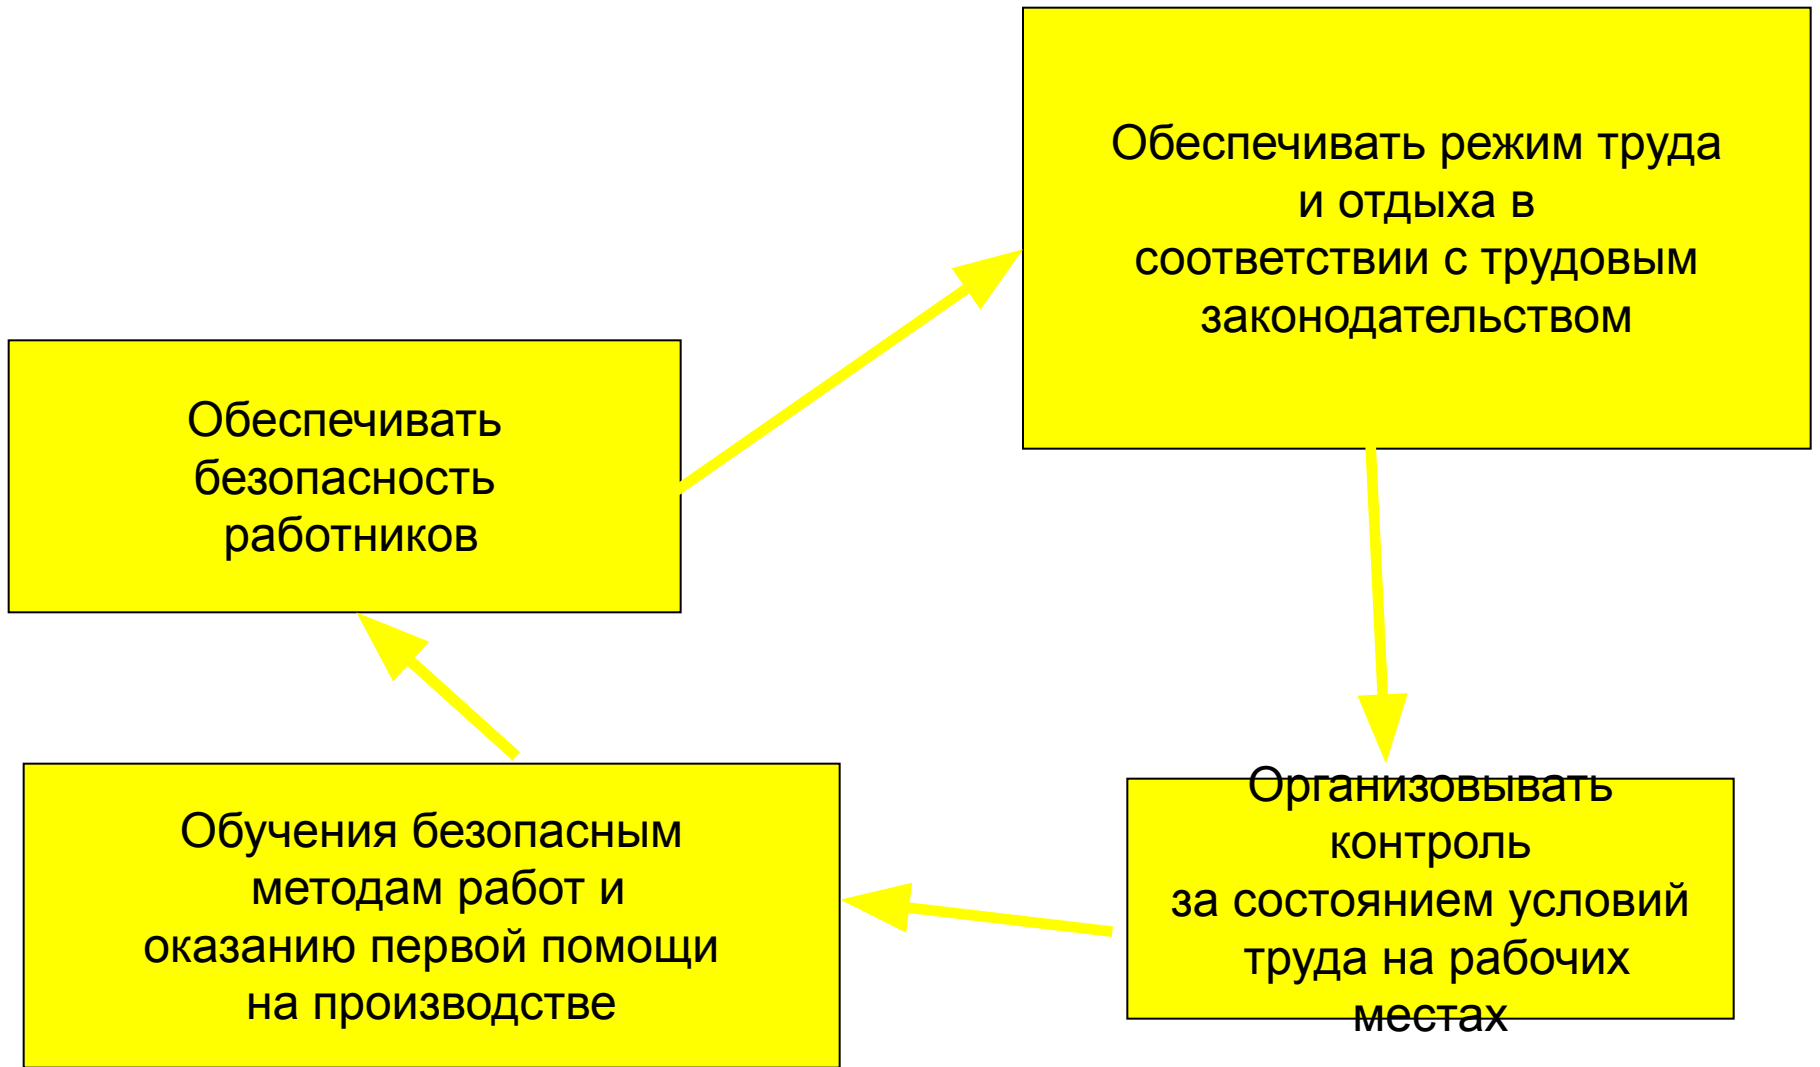 Обеспечивать режим труда
и отдыха в
соответствии с трудовым
законодательством
Обеспечивать
безопасность
работников
Организовывать
контроль
за состоянием условий
труда на рабочих
местах
Обучения безопасным
методам работ и
оказанию первой помощи
на производстве